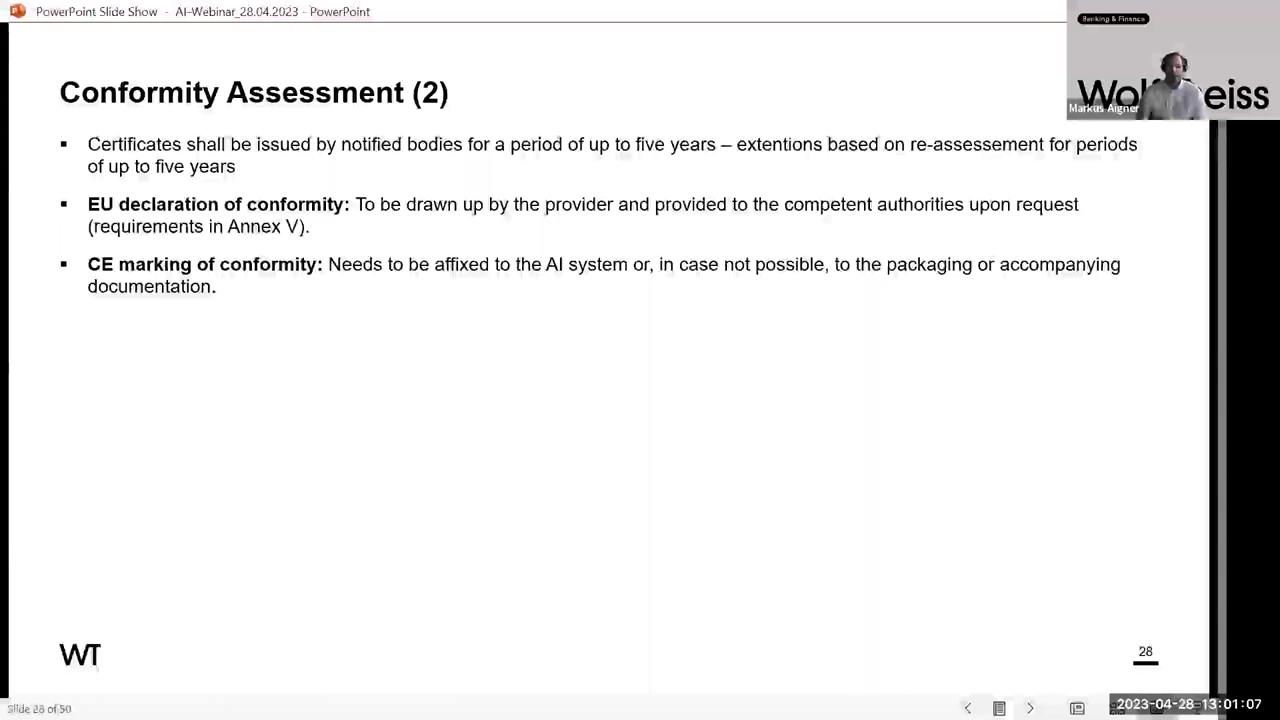 PowerPoint Slide Show - AI-Webinar_28.04.2023 - PowerPoint
Banking & Finance
Markus Aigner
Conformity Assessment (2)
▪ Certificates shall be issued by notified bodies for a period of up to five years – extentions based on re-assessment for periods
of up to five years
▪ EU declaration of conformity: To be drawn up by the provider and provided to the competent authorities upon request
(requirements in Annex V).
▪ CE marking of conformity: Needs to be affixed to the AI system or, in case not possible, to the packaging or accompanying
documentation.
WT
28
Slide 28 of 50
2023-04-28 13:01:07